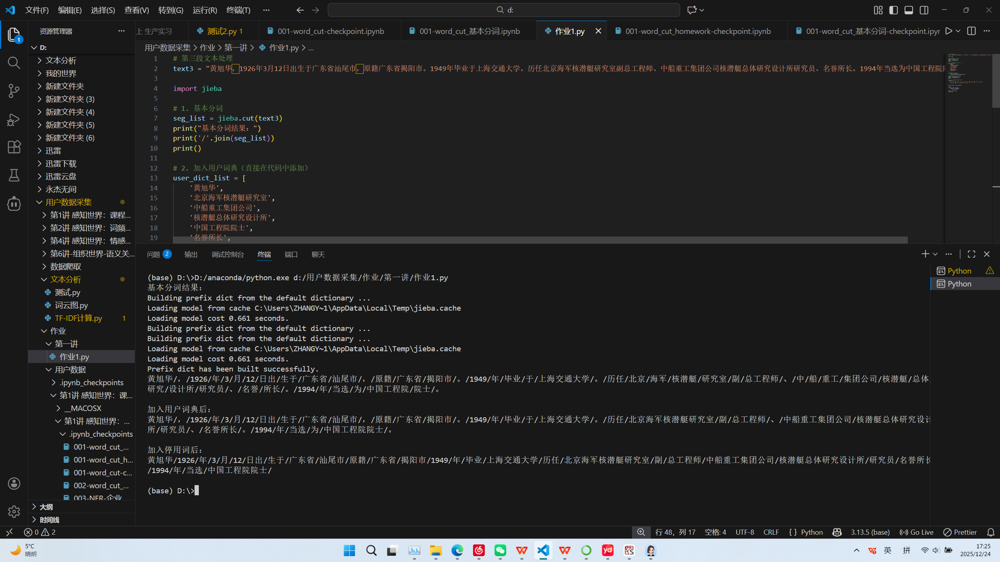 文件(F) 编辑(E) 选择(S) 查看(V) 转到(G) 运行(R) 终端(T) ··· d:
资源管理器
上 生产实习 测试2.py 1 001-word_cut-checkpoint.ipynb 001-word_cut_基本分词.ipynb 作业1.py 001-word_cut_homework-checkpoint.ipynb 001-word_cut_基本分词-checkpoint.ipyr
D:
用户数据采集 > 作业 > 第一讲 > 作业1.py > ...
文本分析
我的世界
新建文件夹
新建文件夹 (3)
新建文件夹 (4)
新建文件夹 (5)
新建文件夹 (6)
迅雷
迅雷下载
迅雷云盘
永杰无间
用户数据采集
第1讲 感知世界：课程...
第2讲 感知世界：词频...
第4讲 感知世界：情感...
第6讲-组织世界-语义关...
数据爬取
文本分析
测试.py
词云图.py
TF-IDF计算.py 1
作业
第一讲
作业1.py
用户数据
.ipynb_checkpoints
第1讲 感知世界：课...
__MACOSX
第1讲 感知世界：...
.ipynb_checkpoints
001-word_cut_...
001-word_cut_h...
001-word_cut-c...
002-word_cut_...
003-NER-企业
大纲
时间线
1 # 第三段文本处理
2 text3 = "黄旭华，1926年3月12日出生于广东省汕尾市，原籍广东省揭阳市。1949年毕业于上海交通大学。历任北京海军核潜艇研究室副总工程师、中船重工集团公司核潜艇总体研究设计所研究员、名誉所长。1994年当选为中国工程院
3
4 import jieba
5
6 # 1. 基本分词
7 seg_list = jieba.cut(text3)
8 print("基本分词结果：")
9 print('/'.join(seg_list))
10 print()
11
12 # 2. 加入用户词典（直接在代码中添加）
13 user_dict_list = [
14 '黄旭华',
15 '北京海军核潜艇研究室',
16 '中船重工集团公司',
17 '核潜艇总体研究设计所',
18 '中国工程院院士',
19 '名誉所长',
问题 2 输出 调试控制台 终端 端口 聊天
Python
Python
(base) D:\>D:/anaconda/python.exe d:/用户数据采集/作业/第一讲/作业1.py
基本分词结果：
Building prefix dict from the default dictionary ...
Loading model from cache C:\Users\ZHANGY~1\AppData\Local\Temp\jieba.cache
Loading model cost 0.661 seconds.
Building prefix dict from the default dictionary ...
Building prefix dict from the default dictionary ...
Loading model from cache C:\Users\ZHANGY~1\AppData\Local\Temp\jieba.cache
Loading model cost 0.661 seconds.
Prefix dict has been built successfully.
黄旭华/，/1926/年/3/月/12/日出/生于/广东省/汕尾市/，/原籍/广东省/揭阳市/。/1949/年/毕业/于/上海交通大学/。/历任/北京/海军/核潜艇/研究室/副/总工程师/、/中/船/重工/集团公司/核潜艇/总体/
研究/设计所/研究员/、/名誉/所长/。/1994/年/当选/为/中国工程院/院士/。
加入用户词典后：
黄旭华/，/1926/年/3/月/12/日出/生于/广东省/汕尾市/，/原籍/广东省/揭阳市/。/1949/年/毕业/于/上海交通大学/。/历任/北京海军核潜艇研究室/副/总工程师/、/中船重工集团公司/核潜艇总体研究设计
所/研究员/、/名誉所长/。/1994/年/当选/为/中国工程院院士/。
加入停用词后：
黄旭华/1926/年/3/月/12/日出/生于/广东省/汕尾市/原籍/广东省/揭阳市/1949/年/毕业/上海交通大学/历任/北京海军核潜艇研究室/副/总工程师/中船重工集团公司/核潜艇总体研究设计所/研究员/名誉所长
/1994/年/当选/中国工程院院士/
(base) D:\>
0 2 行 48，列 17 空格: 4 UTF-8 CRLF { } Python 3.13.5 (base) Go Live Prettier
5°C
晴朗
yd
英 拼
17:25
2025/12/24